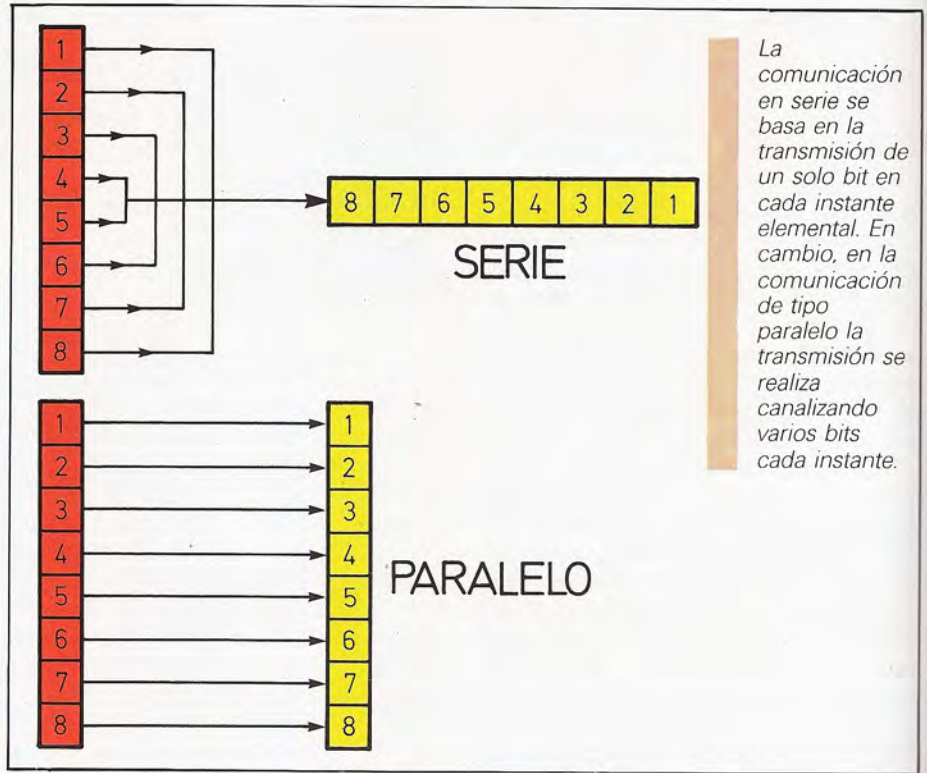 1
2
3
4
5
6
7
8
8 7 6 5 4 3 2 1
SERIE
1
2
3
4
5
6
7
8
1
2
3
4
5
6
7
8
PARALELO
La
comunicación
en serie se
basa en la
transmisión de
un solo bit en
cada instante
elemental. En
cambio, en la
comunicación
de tipo
paralelo la
transmisión se
realiza
canalizando
varios bits
cada instante.